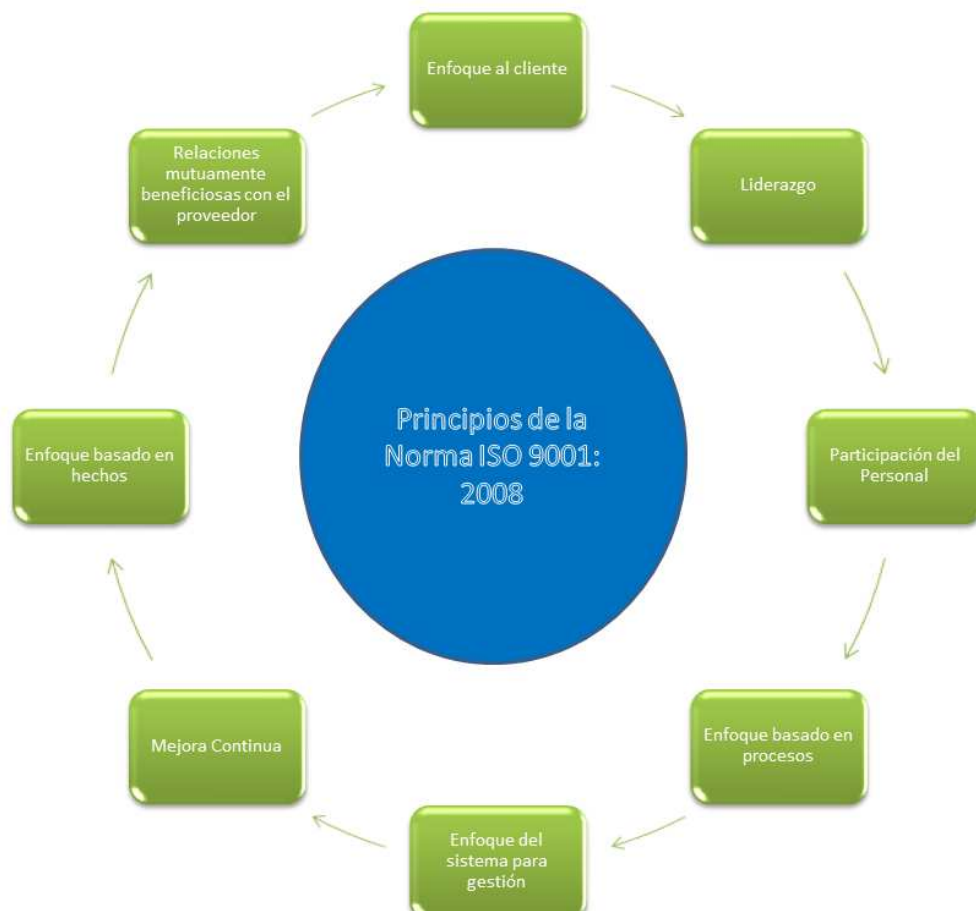 Enfoque al cliente
Liderazgo
Participación del
Personal
Enfoque basado en
procesos
Enfoque del
sistema para
gestión
Mejora Continua
Enfoque basado en
hechos
Relaciones
mutuamente
beneficiosas con el
proveedor
Principios de la
Norma ISO 9001:
2008